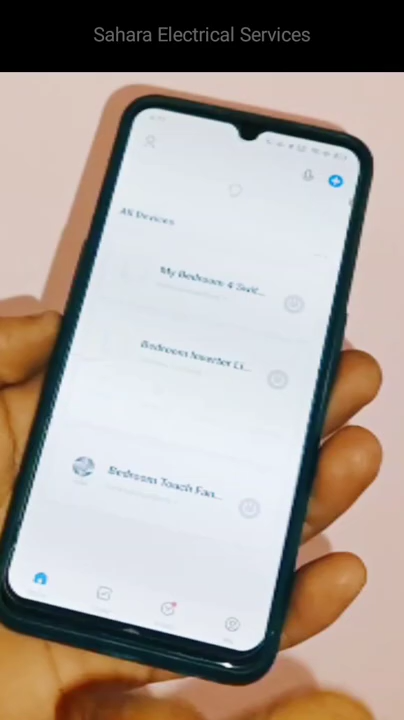 Sahara Electrical Services
All Devices
My Bedroom 4 Swit...
Bedroom Inverter Li...
Bedroom Touch Fan...